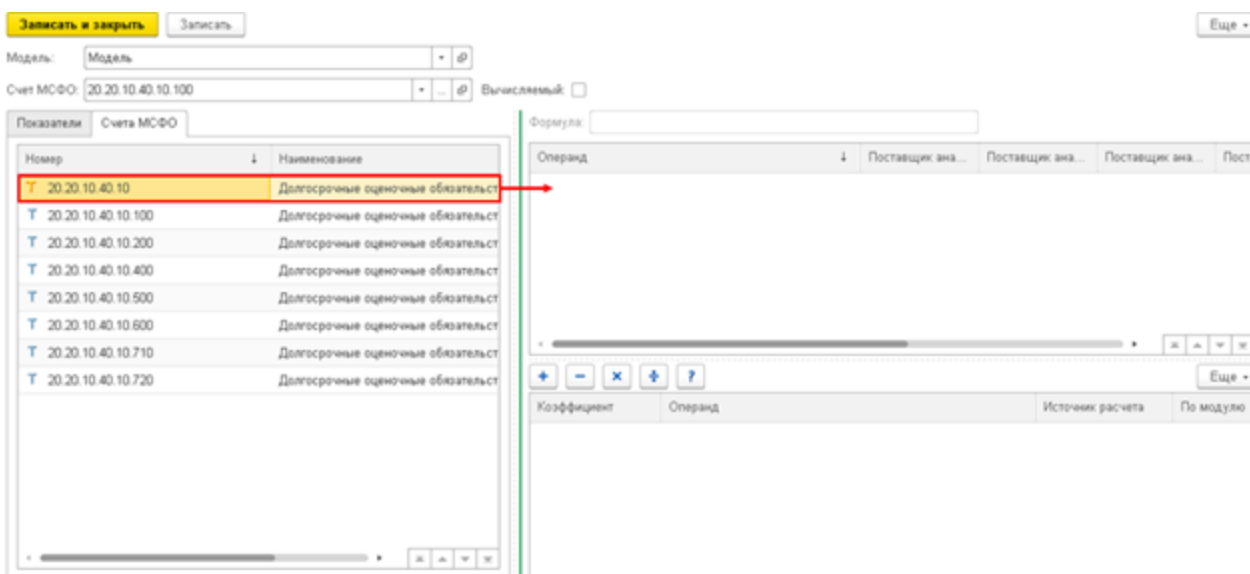 Записать и закрыть Записать Еще
Модель: Модель
Счет МСФО: 20.20.10.40.10.100 ... Вычисляемый:
Показатели Счета МСФО
Формула:
Номер ↓ Наименование
Операнд ↓ Поставщик ана... Поставщик ана... Поставщик ана... Пост
Т 20.20.10.40.10 Долгосрочные оценочные обязательст
Т 20.20.10.40.10.100 Долгосрочные оценочные обязательст
Т 20.20.10.40.10.200 Долгосрочные оценочные обязательст
Т 20.20.10.40.10.400 Долгосрочные оценочные обязательст
Т 20.20.10.40.10.500 Долгосрочные оценочные обязательст
Т 20.20.10.40.10.600 Долгосрочные оценочные обязательст
Т 20.20.10.40.10.710 Долгосрочные оценочные обязательст
Т 20.20.10.40.10.720 Долгосрочные оценочные обязательст
+ − × ÷ ? Еще
Коэффициент Операнд Источник расчета По модулю